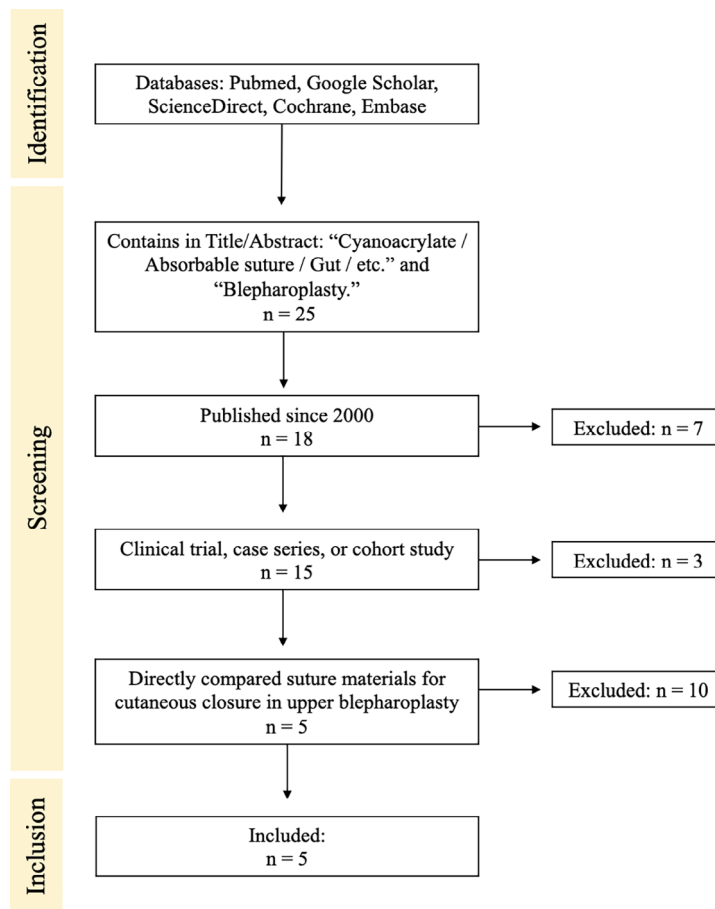 Identification
Databases: Pubmed, Google Scholar,
ScienceDirect, Cochrane, Embase
Screening
Contains in Title/Abstract: “Cyanoacrylate /
Absorbable suture / Gut / etc.” and
“Blepharoplasty.”
n = 25
Published since 2000
n = 18
Excluded: n = 7
Clinical trial, case series, or cohort study
n = 15
Excluded: n = 3
Directly compared suture materials for
cutaneous closure in upper blepharoplasty
n = 5
Excluded: n = 10
Inclusion
Included:
n = 5